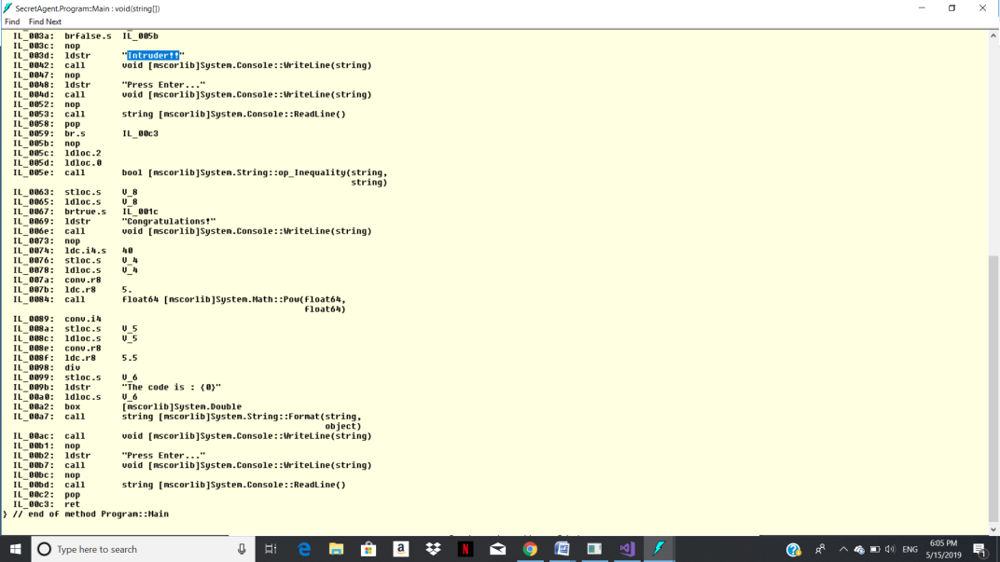 SecretAgent.Program::Main : void(string[])
Find Find Next
IL_003a: brfalse.s IL_005b
IL_003c: nop
IL_003d: ldstr "Intruder!!"
IL_0042: call void [mscorlib]System.Console::WriteLine(string)
IL_0047: nop
IL_0048: ldstr "Press Enter..."
IL_004d: call void [mscorlib]System.Console::WriteLine(string)
IL_0052: nop
IL_0053: call string [mscorlib]System.Console::ReadLine()
IL_0058: pop
IL_0059: br.s IL_00c3
IL_005b: nop
IL_005c: ldloc.2
IL_005d: ldloc.0
IL_005e: call bool [mscorlib]System.String::op_Inequality(string,
string)
IL_0063: stloc.s V_8
IL_0065: ldloc.s V_8
IL_0067: brtrue.s IL_001c
IL_0069: ldstr "Congratulations!"
IL_006e: call void [mscorlib]System.Console::WriteLine(string)
IL_0073: nop
IL_0074: ldc.i4.s 40
IL_0076: stloc.s V_4
IL_0078: ldloc.s V_4
IL_007a: conv.r8
IL_007b: ldc.r8 5.
IL_0084: call float64 [mscorlib]System.Math::Pow(float64,
float64)
IL_0089: conv.i4
IL_008a: stloc.s V_5
IL_008c: ldloc.s V_5
IL_008e: conv.r8
IL_008f: ldc.r8 5.5
IL_0098: div
IL_0099: stloc.s V_6
IL_009b: ldstr "The code is : {0}"
IL_00a0: ldloc.s V_6
IL_00a2: box [mscorlib]System.Double
IL_00a7: call string [mscorlib]System.String::Format(string,
object)
IL_00ac: call void [mscorlib]System.Console::WriteLine(string)
IL_00b1: nop
IL_00b2: ldstr "Press Enter..."
IL_00b7: call void [mscorlib]System.Console::WriteLine(string)
IL_00bc: nop
IL_00bd: call string [mscorlib]System.Console::ReadLine()
IL_00c2: pop
IL_00c3: ret
} // end of method Program::Main
Type here to search
ENG
6:05 PM
5/15/2019